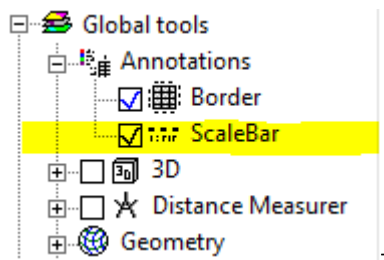 Global tools
Annotations
Border
ScaleBar
3D
Distance Measurer
Geometry